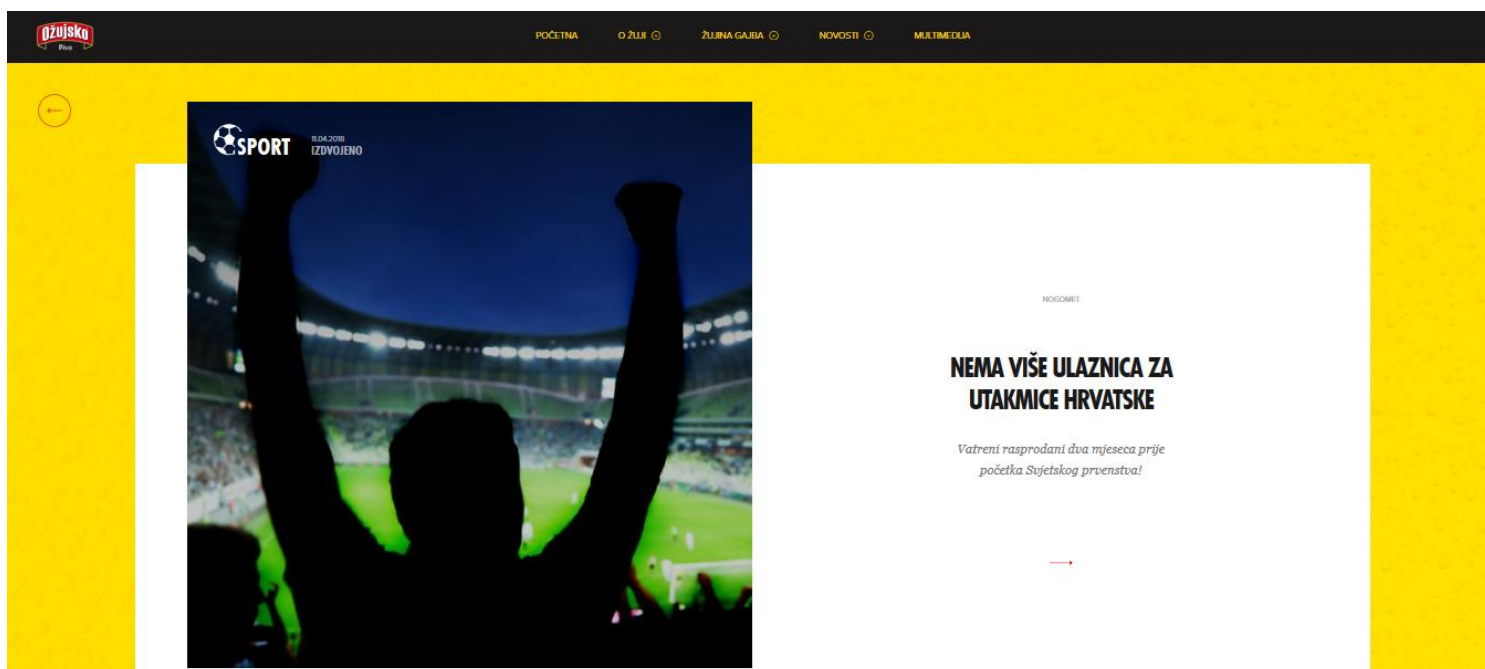 Ožujsko
Pivo
POČETNA
O ŽUJI
ŽUJINA GAJBA
NOVOSTI
MULTIMEDIJA
SPORT
11.04.2018
IZDVOJENO
NOGOMET
NEMA VIŠE ULAZNICA ZA
UTAKMICE HRVATSKE
Vatreni rasprodani dva mjeseca prije
početka Svjetskog prvenstva!